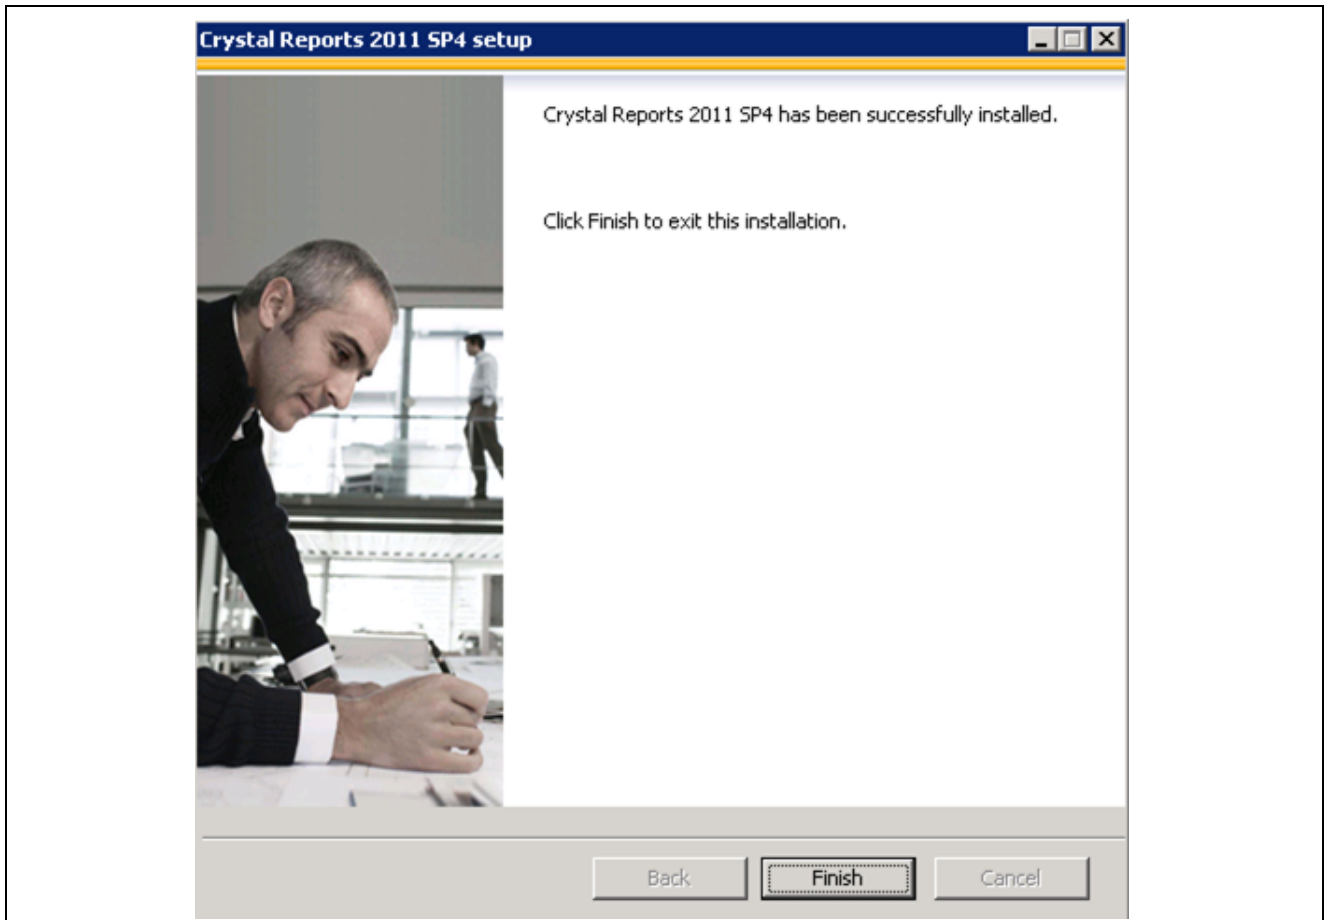 Crystal Reports 2011 SP4 setup
Crystal Reports 2011 SP4 has been successfully installed.
Click Finish to exit this installation.
Back
Finish
Cancel